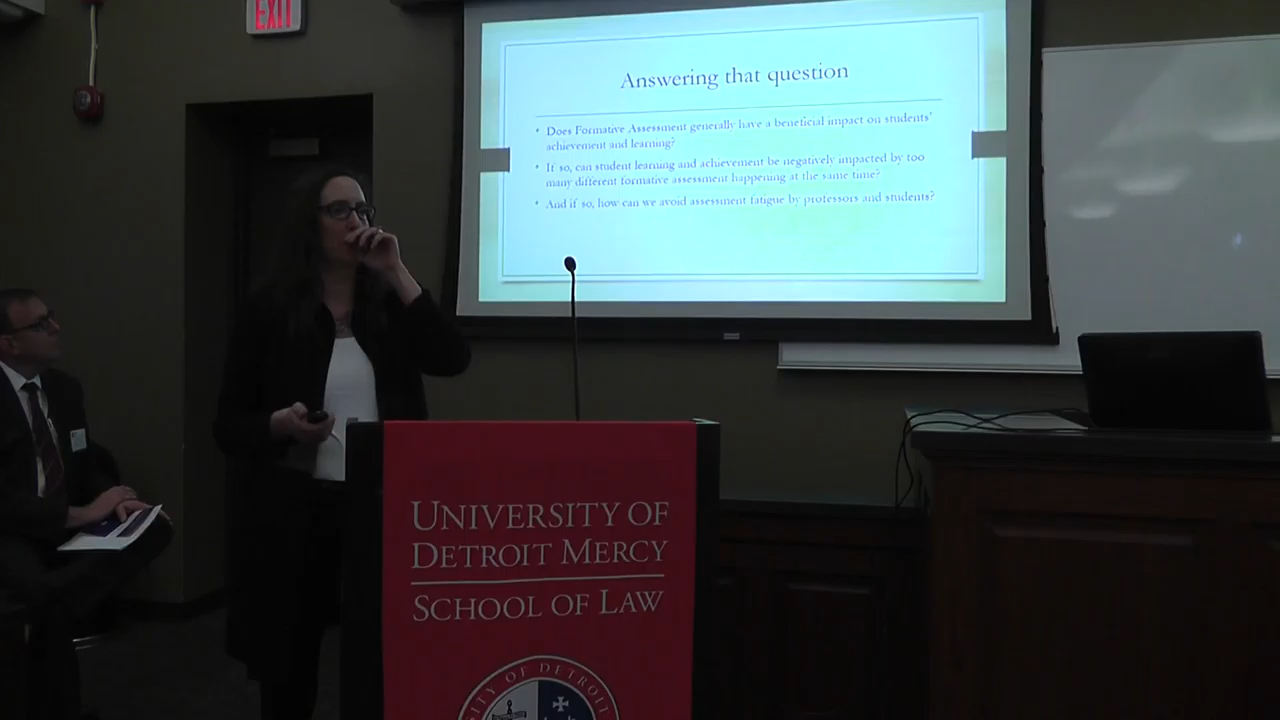 EXIT
Answering that question
• Does Formative Assessment generally have a beneficial impact on students'
achievement and learning?
• If so, can student learning and achievement be negatively impacted by too
many different formative assessment happening at the same time?
• And if so, how can we avoid assessment fatigue by professors and students?
UNIVERSITY OF
DETROIT MERCY
SCHOOL OF LAW
OF DETROIT